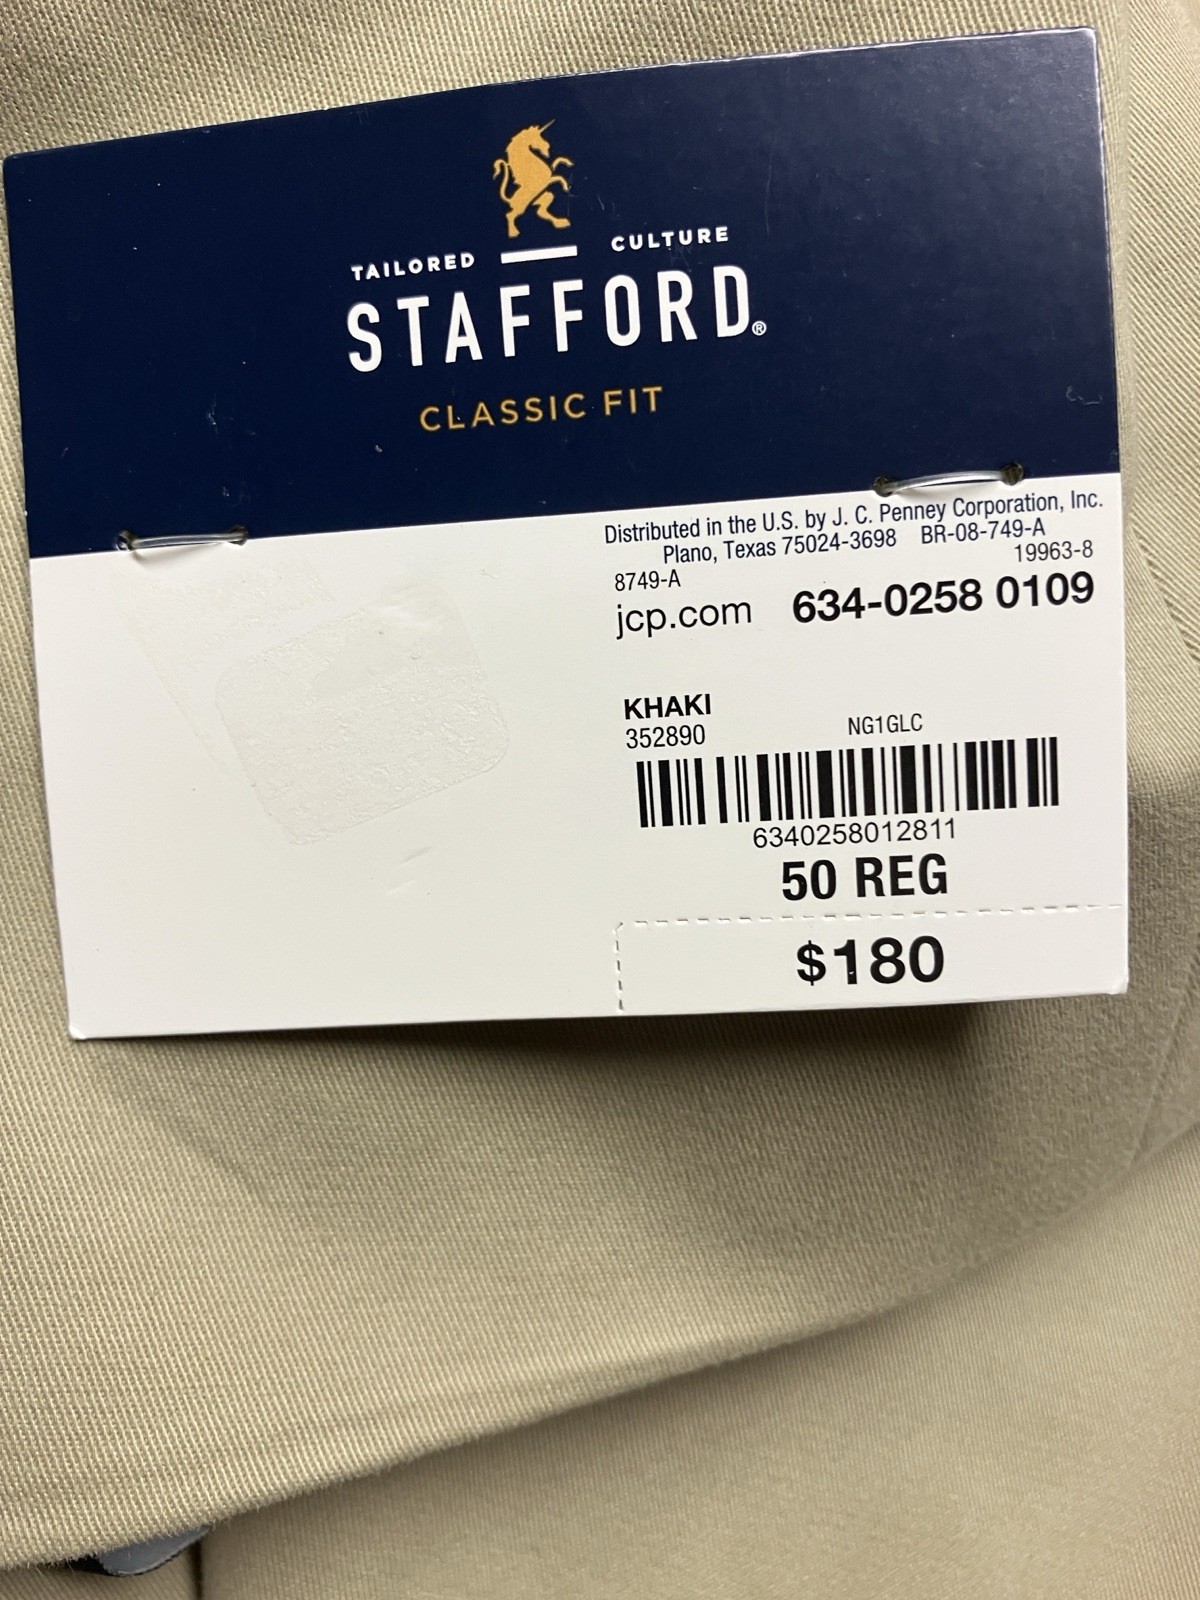 TAILORED CULTURE
STAFFORD®
CLASSIC FIT
Distributed in the U.S. by J. C. Penney Corporation, Inc.
Plano, Texas 75024-3698 BR-08-749-A
8749-A 19963-8
jcp.com 634-0258 0109
KHAKI
352890 NG1GLC
6340258012811
50 REG
$180